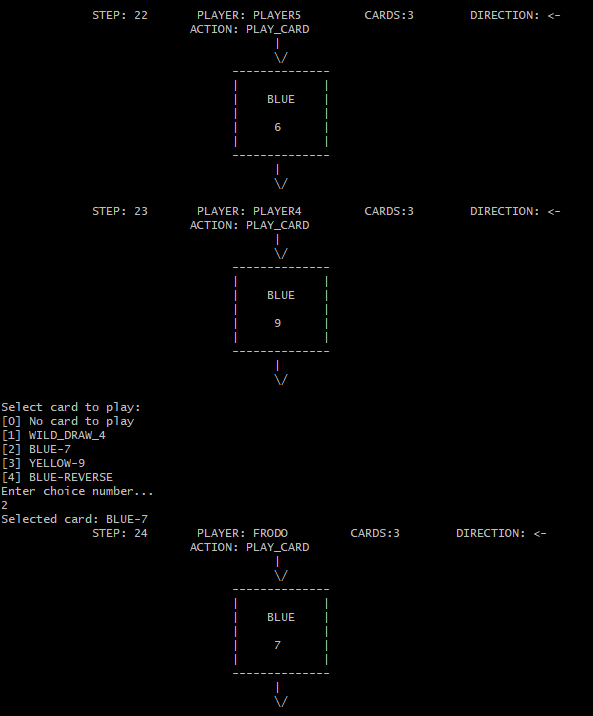 STEP: 22 PLAYER: PLAYER5 CARDS:3 DIRECTION: <-
ACTION: PLAY_CARD
|
\/
--------------
| |
| BLUE |
| |
| 6 |
| |
--------------
|
\/
STEP: 23 PLAYER: PLAYER4 CARDS:3 DIRECTION: <-
ACTION: PLAY_CARD
|
\/
--------------
| |
| BLUE |
| |
| 9 |
| |
--------------
|
\/
Select card to play:
[0] No card to play
[1] WILD_DRAW_4
[2] BLUE-7
[3] YELLOW-9
[4] BLUE-REVERSE
Enter choice number...
2
Selected card: BLUE-7
STEP: 24 PLAYER: FRODO CARDS:3 DIRECTION: <-
ACTION: PLAY_CARD
|
\/
--------------
| |
| BLUE |
| |
| 7 |
| |
--------------
|
\/